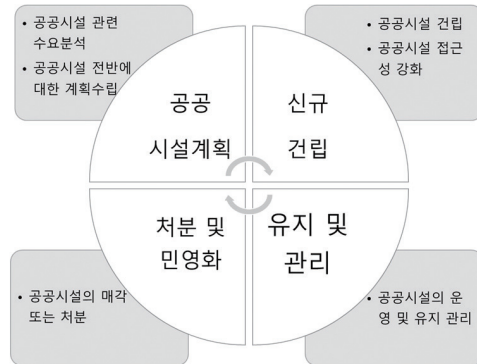 • 공공시설 관련
수요분석
• 공공시설 전반에
대한 계획수립
• 공공시설 건립
• 공공시설 접근
성 강화
공공
시설계획
신규
건립
처분 및
민영화
유지 및
관리
• 공공시설의 매각
또는 처분
• 공공시설의 운
영 및 유지 관리